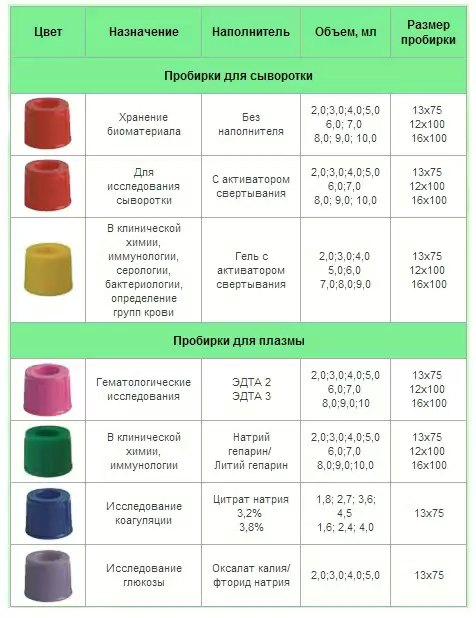 Цвет Назначение Наполнитель Объем, мл Размер
пробирки
Пробирки для сыворотки
Хранение
биоматериала
Без
наполнителя
2,0;3,0;4,0;5,0
6,0; 7,0
8,0; 9,0; 10,0
13x75
12x100
16x100
Для
исследования
сыворотки
С активатором
свертывания
2,0;3,0;4,0;5,0
6,0;7,0
8,0; 9,0; 10,0
13x75
12x100
16x100
В клинической
химии,
иммунологии,
серологии,
бактериологии,
определение
групп крови
Гель с
активатором
свертывания
2,0;3,0;4,0
5,0;6,0
7,0;8,0;9,0
13x75
12x100
16x100
Пробирки для плазмы
Гематологические
исследования
ЭДТА 2
ЭДТА 3
2,0;3,0;4,0;5,0
6,0;7,0
8,0;9,0;10
13x75
12x100
16x100
В клинической
химии,
иммунологии
Натрий
гепарин/
Литий гепарин
2,0;3,0;4,0;5,0
6,0;7,0
8,0;9,0;10,0
13x75
12x100
16x100
Исследование
коагуляции
Цитрат натрия
3,2%
3,8%
1,8; 2,7; 3,6;
4,5
1,6; 2,4; 4,0
13x75
Исследование
глюкозы
Оксалат калия/
фторид натрия
2,0;3,0;4,0;5,0
13x75